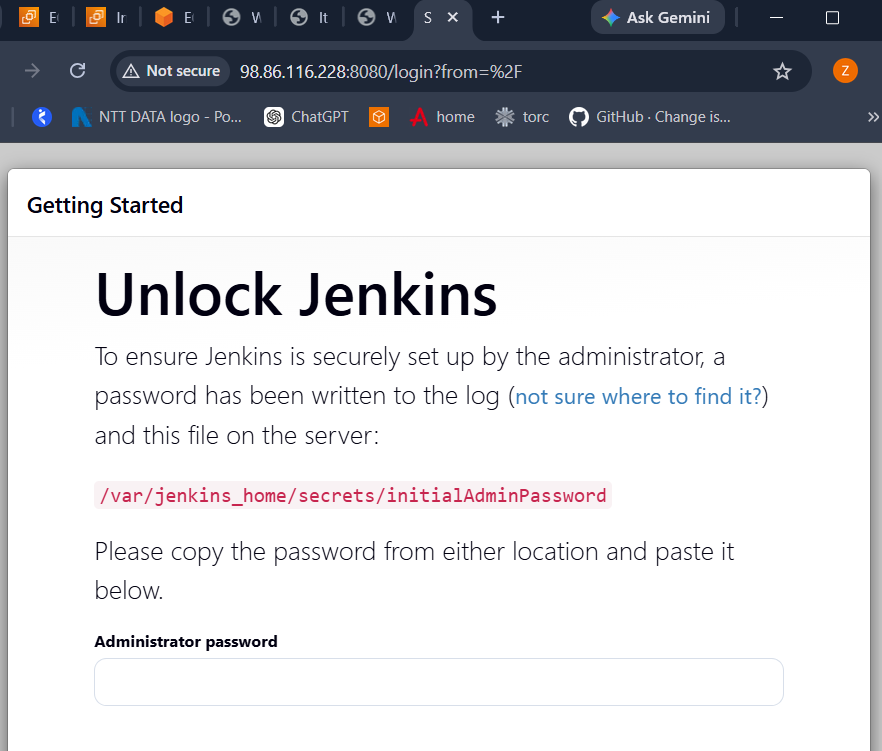 E
Ir
E
W
It
W
S
Ask Gemini
Not secure
98.86.116.228:8080/login?from=%2F
Z
NTT DATA logo - Po...
ChatGPT
home
torc
GitHub · Change is...
Getting Started
Unlock Jenkins
To ensure Jenkins is securely set up by the administrator, a
password has been written to the log (not sure where to find it?)
and this file on the server:
/var/jenkins_home/secrets/initialAdminPassword
Please copy the password from either location and paste it
below.
Administrator password